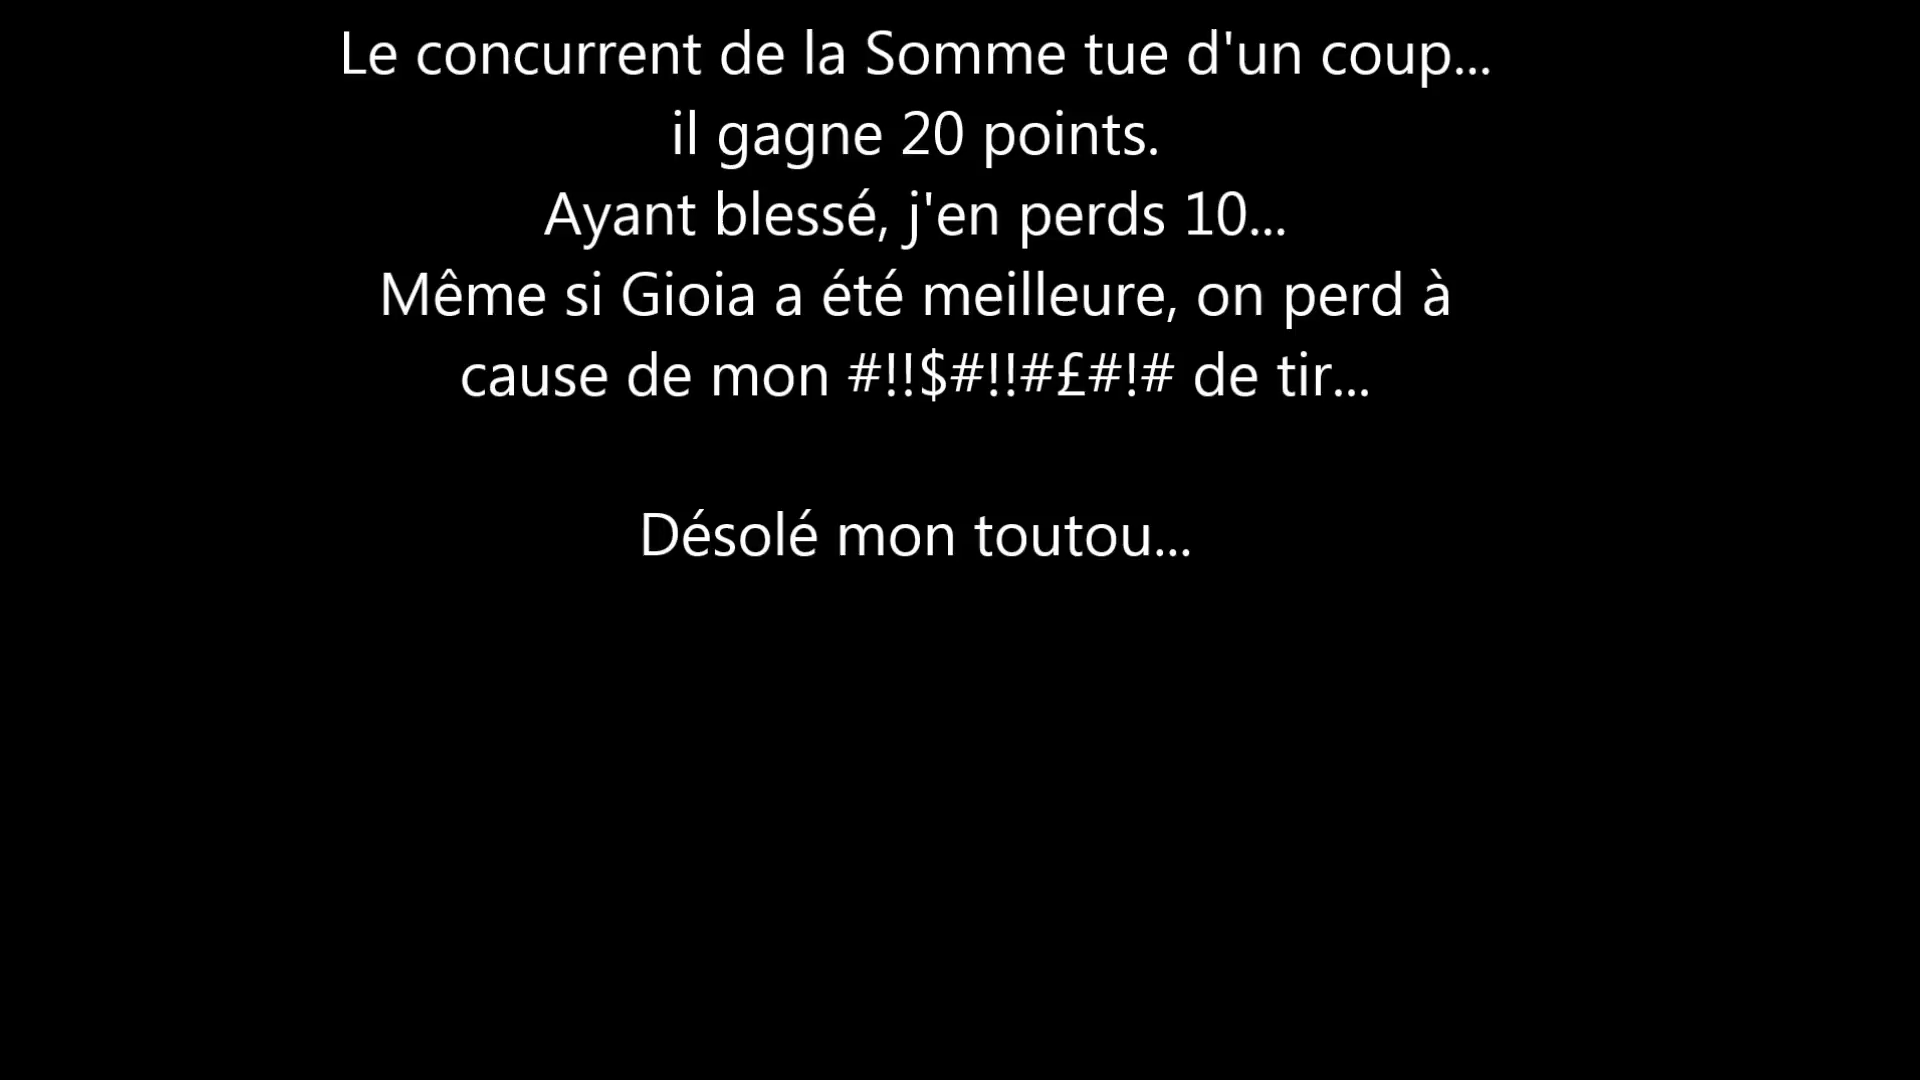 Le concurrent de la Somme tue d'un coup...
il gagne 20 points.
Ayant blessé, j'en perds 10...
Même si Gioia a été meilleure, on perd à
cause de mon #!!$#!!#£#!# de tir...
Désolé mon toutou...